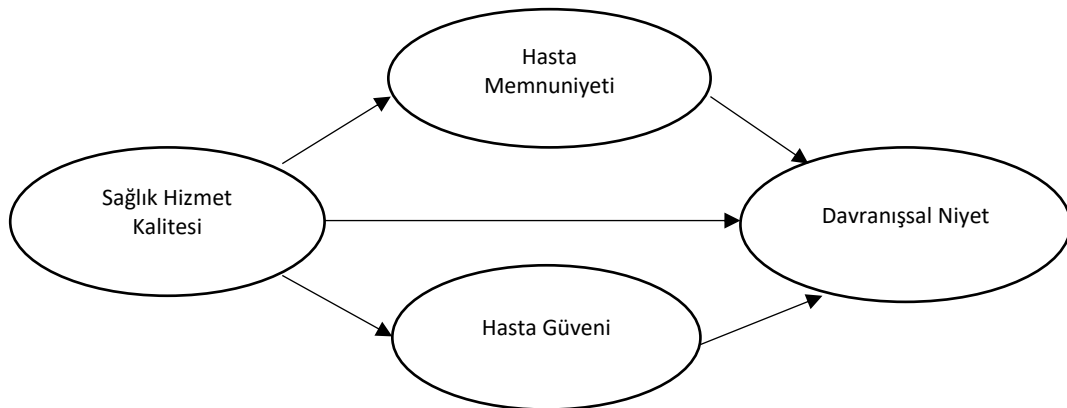 Hasta
Memnuniyeti
Sağlık Hizmet
Kalitesi
Davranışsal Niyet
Hasta Güveni